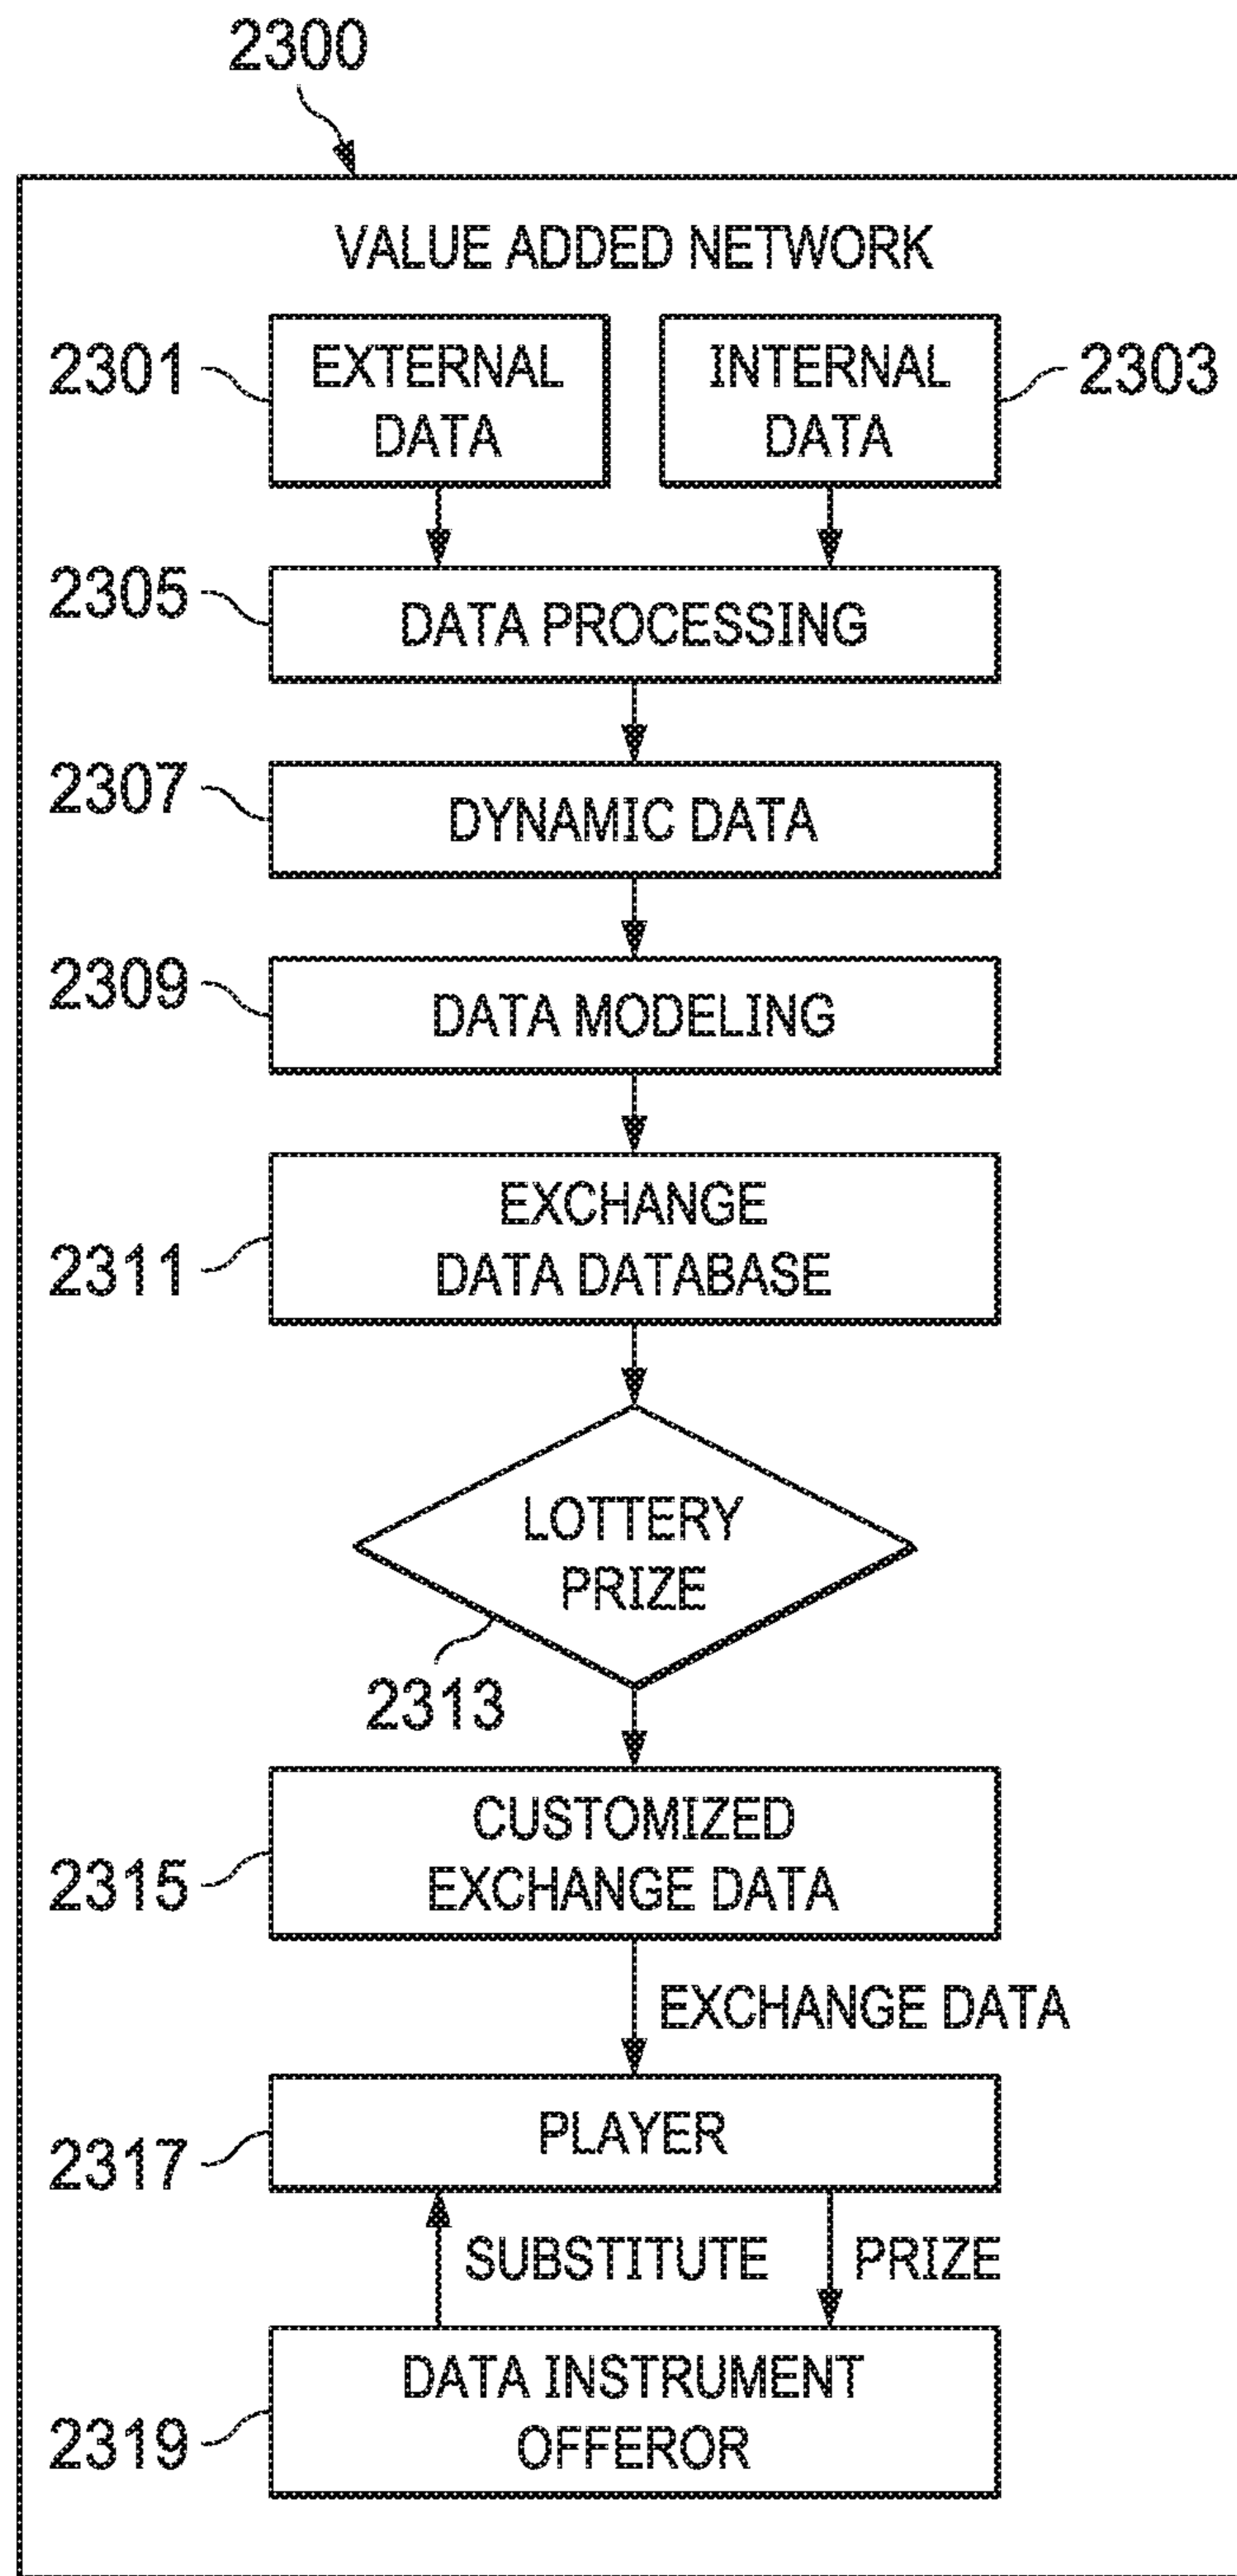 2300
VALUE ADDED NETWORK
2301
EXTERNAL
DATA
INTERNAL
DATA
2303
2305
DATA PROCESSING
2307
DYNAMIC DATA
2309
DATA MODELING
2311
EXCHANGE
DATA DATABASE
LOTTERY
PRIZE
2313
2315
CUSTOMIZED
EXCHANGE DATA
EXCHANGE DATA
2317
PLAYER
SUBSTITUTE
PRIZE
2319
DATA INSTRUMENT
OFFEROR